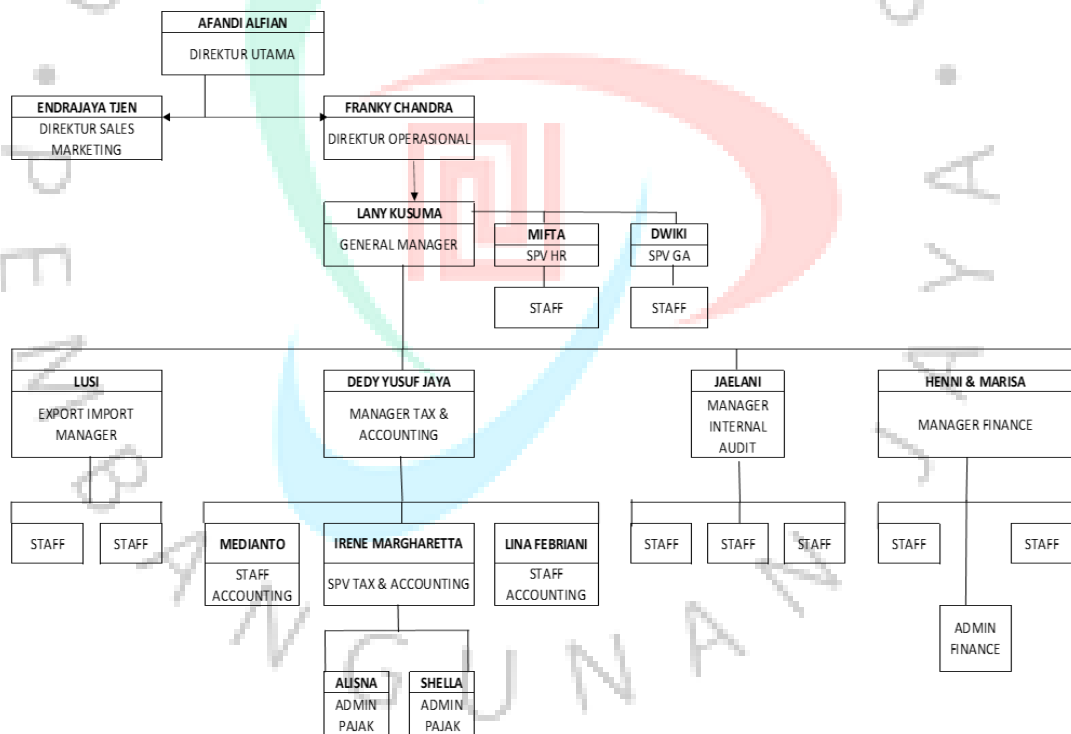 AFANDI ALFIAN
DIREKTUR UTAMA
ENDRAJAYA TJEN
DIREKTUR SALES
MARKETING
FRANKY CHANDRA
DIREKTUR OPERASIONAL
LANY KUSUMA
GENERAL MANAGER
MIFTA
SPV HR
DWIKI
SPV GA
STAFF
STAFF
LUSI
EXPORT IMPORT
MANAGER
DEDY YUSUF JAYA
MANAGER TAX &
ACCOUNTING
JAELANI
MANAGER
INTERNAL
AUDIT
HENNI & MARISA
MANAGER FINANCE
STAFF
STAFF
MEDIANTO
STAFF
ACCOUNTING
IRENE MARGHARETTA
SPV TAX & ACCOUNTING
LINA FEBRIANI
STAFF
ACCOUNTING
STAFF
STAFF
STAFF
STAFF
STAFF
ADMIN
FINANCE
ALISNA
ADMIN
PAJAK
SHELLA
ADMIN
PAJAK
PEMBANGUNAN JAYA